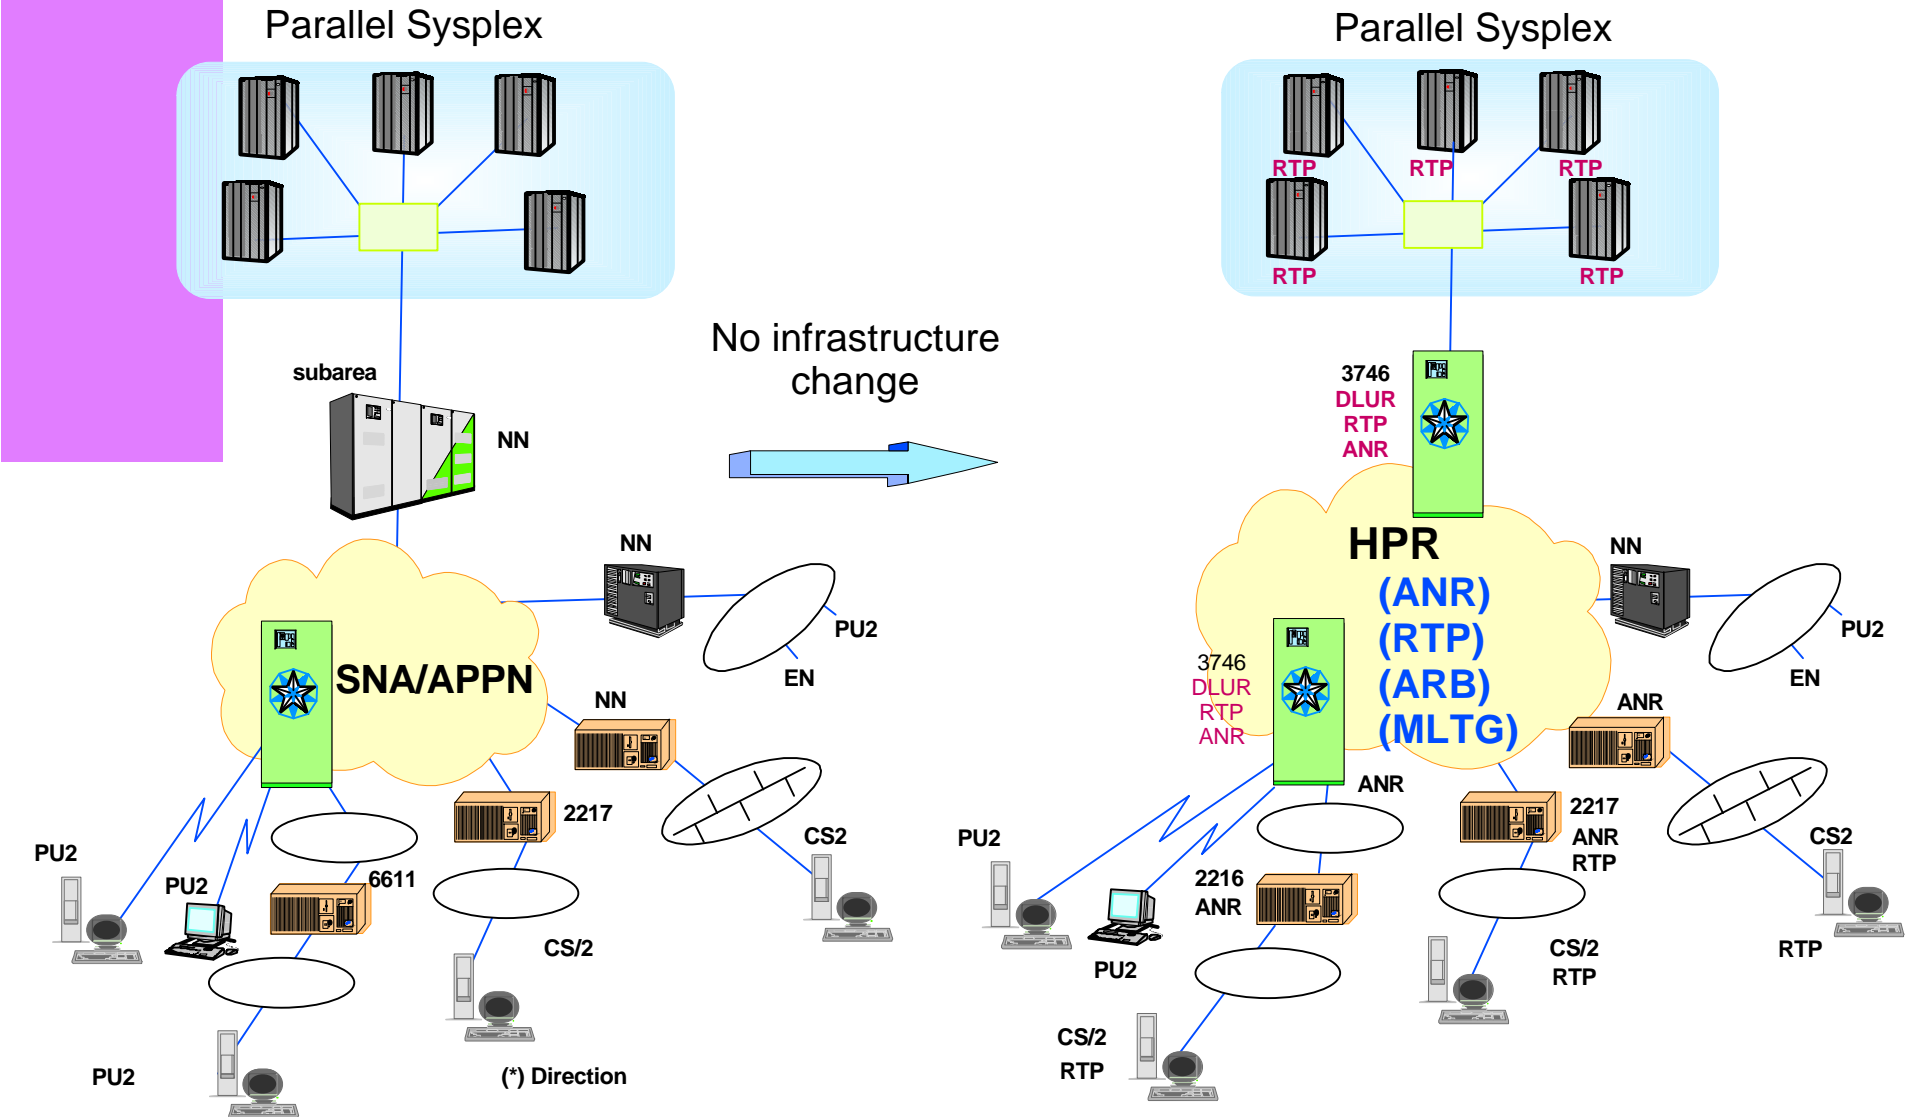 Parallel Sysplex
subarea
NN
NN
PU2
EN
SNA/APPN
NN
2217
CS2
PU2
PU2
6611
CS/2
PU2
(*) Direction
No infrastructure
change
Parallel Sysplex
RTP
RTP
RTP
RTP
RTP
3746
DLUR
RTP
ANR
HPR
(ANR)
(RTP)
(ARB)
(MLTG)
NN
PU2
EN
3746
DLUR
RTP
ANR
ANR
ANR
2217
ANR
RTP
CS2
RTP
PU2
PU2
2216
ANR
CS/2
RTP
CS/2
RTP